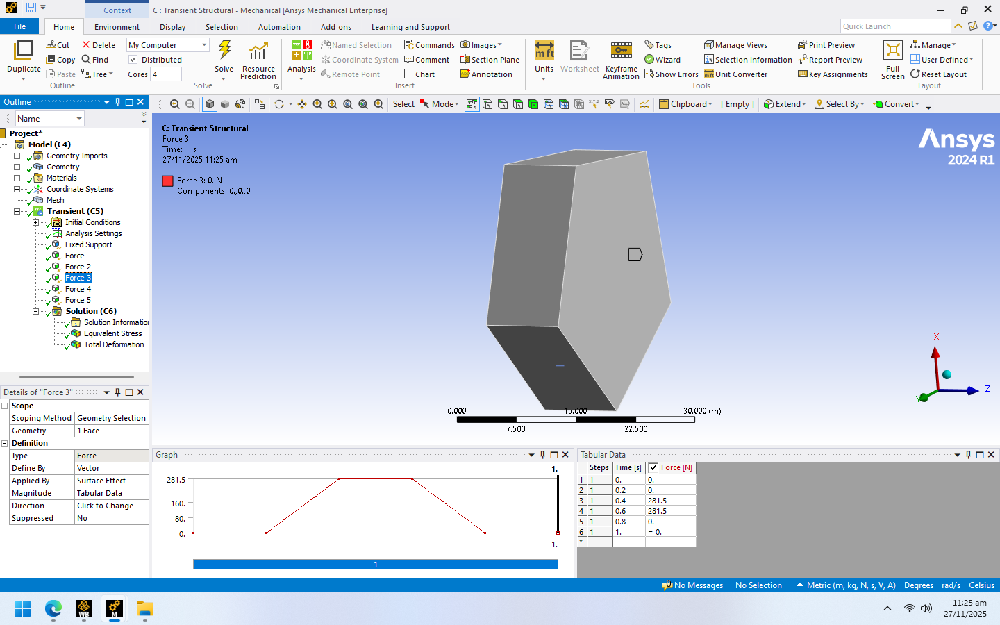 Context
C : Transient Structural - Mechanical [Ansys Mechanical Enterprise]
File
Home
Environment
Display
Selection
Automation
Add-ons
Learning and Support
Quick Launch
Duplicate
Cut
Delete
Copy
Find
Paste
Tree
Outline
My Computer
Distributed
Cores 4
Solve
Resource Prediction
Solve
Analysis
Named Selection
Coordinate System
Remote Point
Commands
Comment
Chart
Images
Section Plane
Annotation
Insert
Units
Worksheet
Keyframe Animation
Tags
Wizard
Show Errors
Manage Views
Selection Information
Unit Converter
Print Preview
Report Preview
Key Assignments
Tools
Full Screen
Manage
User Defined
Reset Layout
Layout
Outline
Name
Select
Mode
Clipboard
[ Empty ]
Extend
Select By
Convert
Project*
Model (C4)
Geometry Imports
Geometry
Materials
Coordinate Systems
Mesh
Transient (C5)
Initial Conditions
Analysis Settings
Fixed Support
Force
Force 2
Force 3
Force 4
Force 5
Solution (C6)
Solution Information
Equivalent Stress
Total Deformation
C: Transient Structural
Force 3
Time: 1. s
27/11/2025 11:25 am
Force 3: 0. N
Components: 0.,0.,0.
Ansys
2024 R1
X
Z
Y
0.000
15.000
30.000 (m)
7.500
22.500
Details of "Force 3"
Scope
Scoping Method Geometry Selection
Geometry 1 Face
Definition
Type Force
Define By Vector
Applied By Surface Effect
Magnitude Tabular Data
Direction Click to Change
Suppressed No
Graph
1.
281.5
160.
80.
0.
1.
1
Tabular Data
Steps Time [s] Force [N]
1 1 0. 0.
2 1 0.2 0.
3 1 0.4 281.5
4 1 0.6 281.5
5 1 0.8 0.
6 1 1. = 0.
*
0 No Messages
No Selection
Metric (m, kg, N, s, V, A)
Degrees
rad/s
Celsius
WB
M
11:25 am
27/11/2025